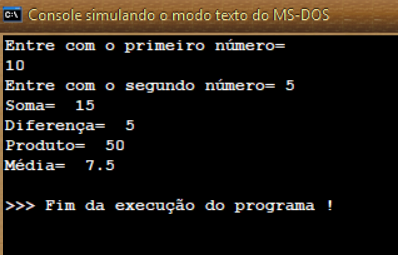 Console simulando o modo texto do MS-DOS
Entre com o primeiro número=
10
Entre com o segundo número= 5
Soma=  15
Diferença=  5
Produto=  50
Média=  7.5
>>> Fim da execução do programa !